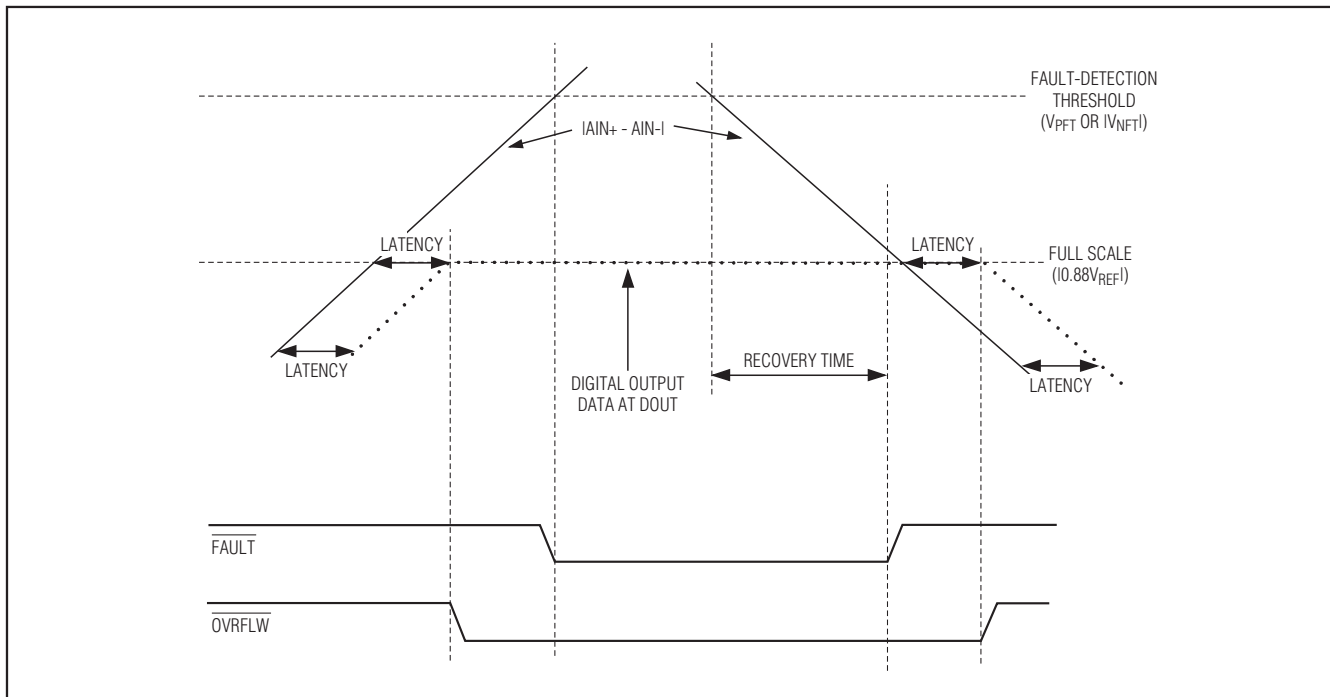 FAULT-DETECTION
THRESHOLD
(VPFT OR |VNFT|)
|AIN+ - AIN-|
LATENCY
LATENCY
FULL SCALE
(|0.88VREF|)
LATENCY
RECOVERY TIME
LATENCY
DIGITAL OUTPUT
DATA AT DOUT
FAULT
OVRFLW